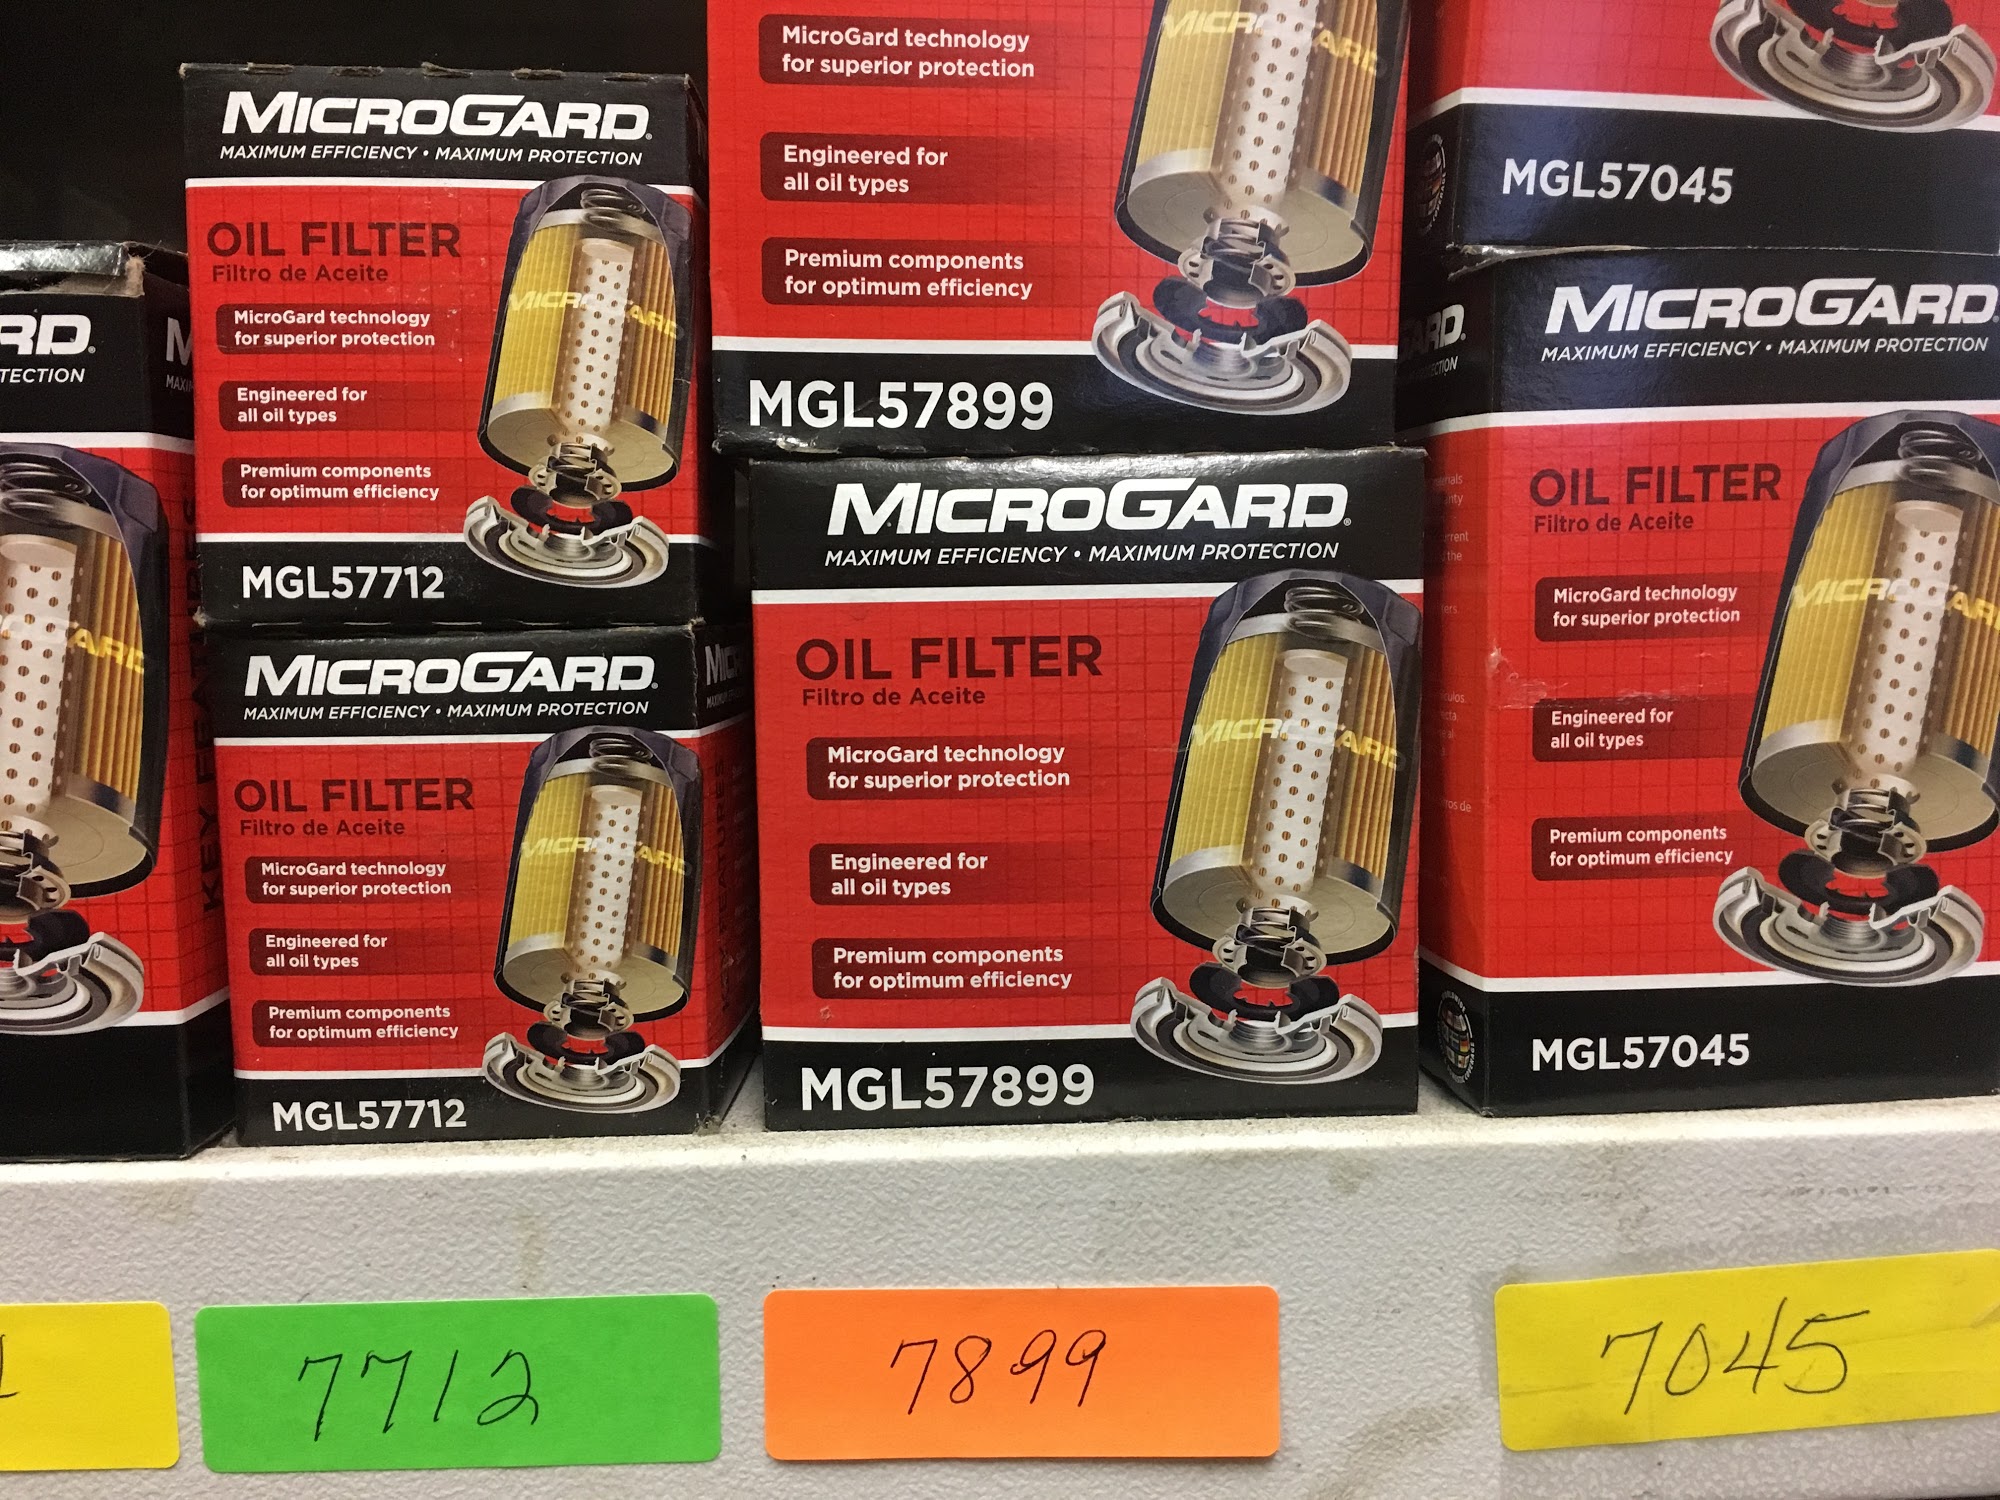 MICROGARD
MAXIMUM EFFICIENCY • MAXIMUM PROTECTION
OIL FILTER
Filtro de Aceite
MicroGard technology
for superior protection
Engineered for
all oil types
Premium components
for optimum efficiency
MGL57712
MICROGARD
MAXIMUM EFFICIENCY • MAXIMUM PROTECTION
OIL FILTER
Filtro de Aceite
MicroGard technology
for superior protection
Engineered for
all oil types
Premium components
for optimum efficiency
MGL57712
MicroGard technology
for superior protection
Engineered for
all oil types
Premium components
for optimum efficiency
MGL57899
MICROGARD
MAXIMUM EFFICIENCY • MAXIMUM PROTECTION
OIL FILTER
Filtro de Aceite
MicroGard technology
for superior protection
Engineered for
all oil types
Premium components
for optimum efficiency
MGL57899
MGL57045
MICROGARD
MAXIMUM EFFICIENCY • MAXIMUM PROTECTION
OIL FILTER
Filtro de Aceite
MicroGard technology
for superior protection
Engineered for
all oil types
Premium components
for optimum efficiency
MGL57045
7712
7899
7045